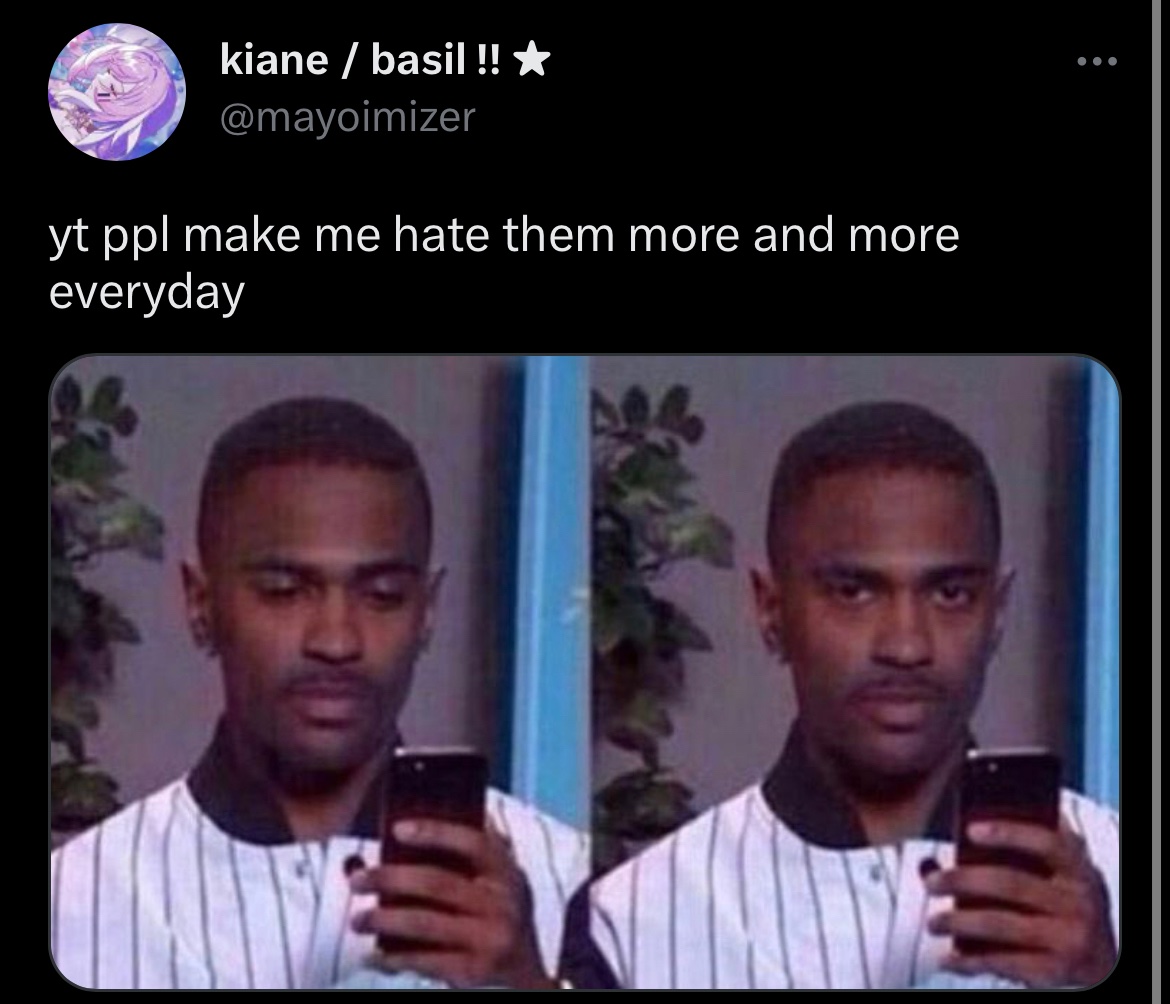 kiane / basil !! ★
@mayoimizer
yt ppl make me hate them more and more
everyday